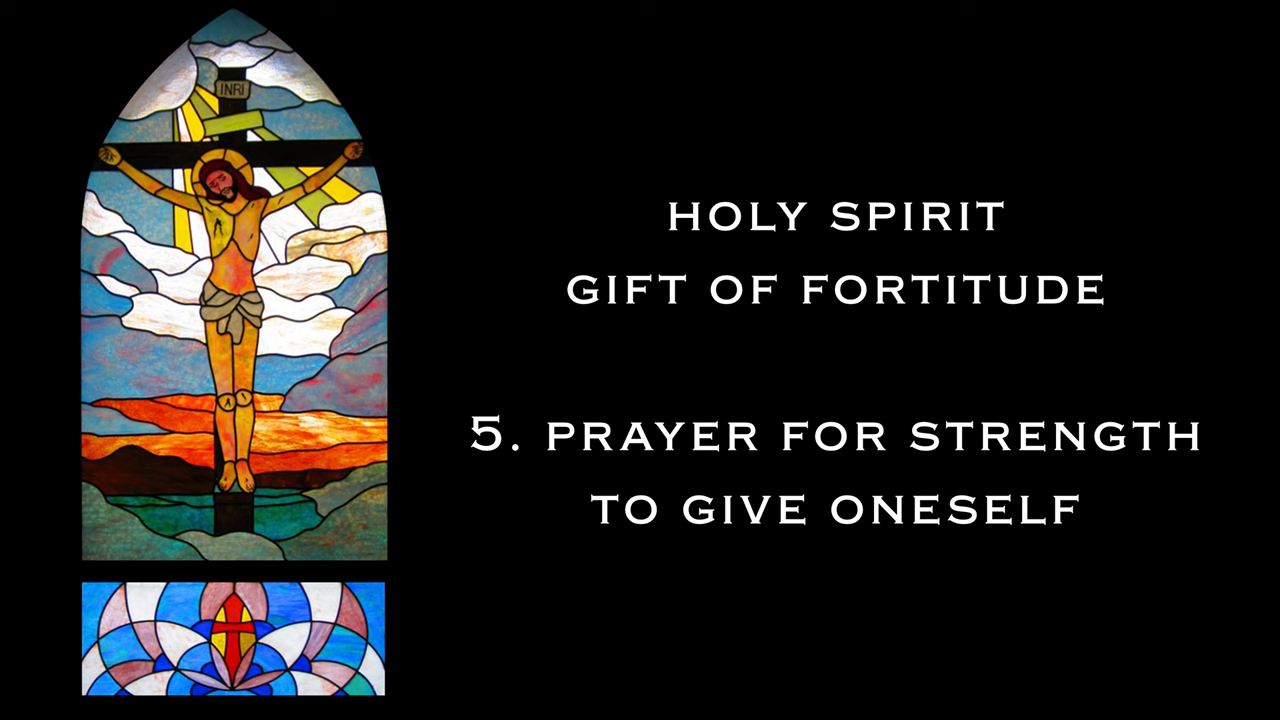 INRI
HOLY SPIRIT
GIFT OF FORTITUDE
5. PRAYER FOR STRENGTH
TO GIVE ONESELF